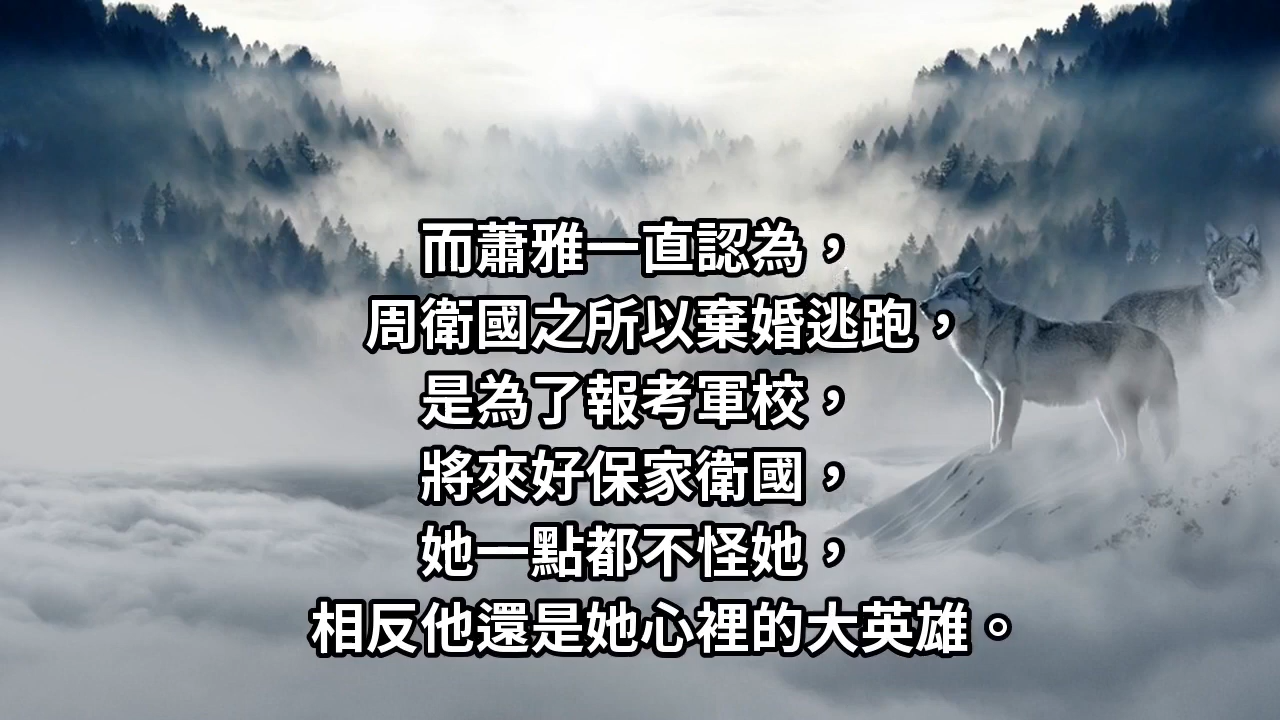 而蕭雅一直認為，
周衛國之所以棄婚逃跑，
是為了報考軍校，
將來好保家衛國，
她一點都不怪她，
相反他還是她心裡的大英雄。